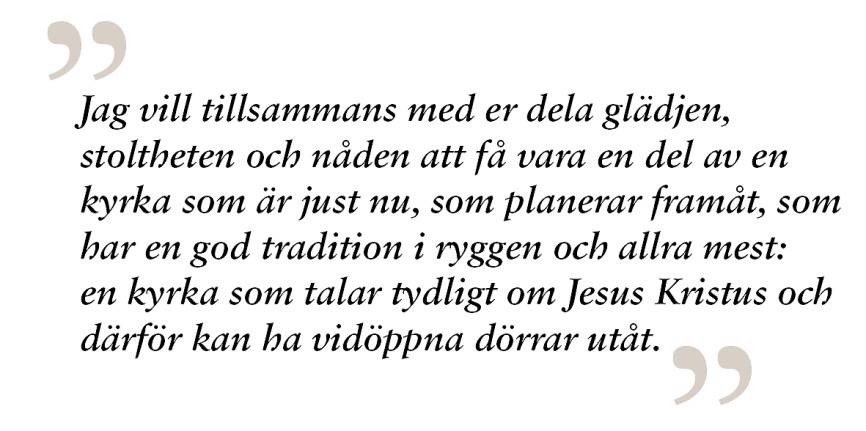 ”
Jag vill tillsammans med er dela glädjen,
stoltheten och nåden att få vara en del av en
kyrka som är just nu, som planerar framåt, som
har en god tradition i ryggen och allra mest:
en kyrka som talar tydligt om Jesus Kristus och
därför kan ha vidöppna dörrar utåt.
”